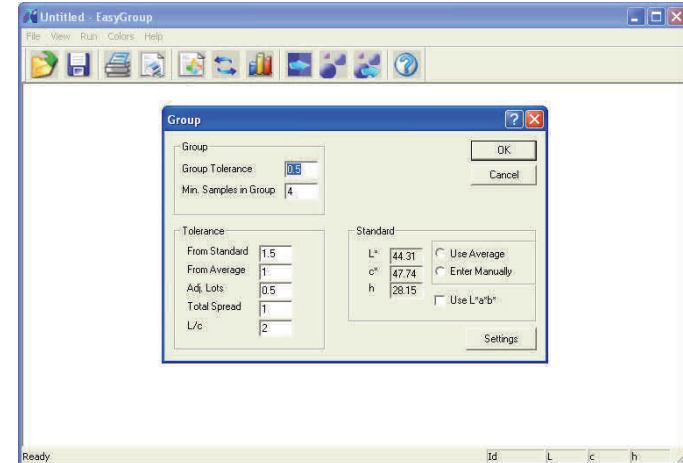 Untitled - EasyGroup
File View Run Colors Help
Group
Group
Group Tolerance 0.5
Min. Samples in Group 4
OK
Cancel
Tolerance
From Standard 1.5
From Average 1
Adj. Lots 0.5
Total Spread 1
L/c 2
Standard
L* 44.31
c* 47.74
h 28.15
Use Average
Enter Manually
Use L*a*b*
Settings
Ready Id L c h